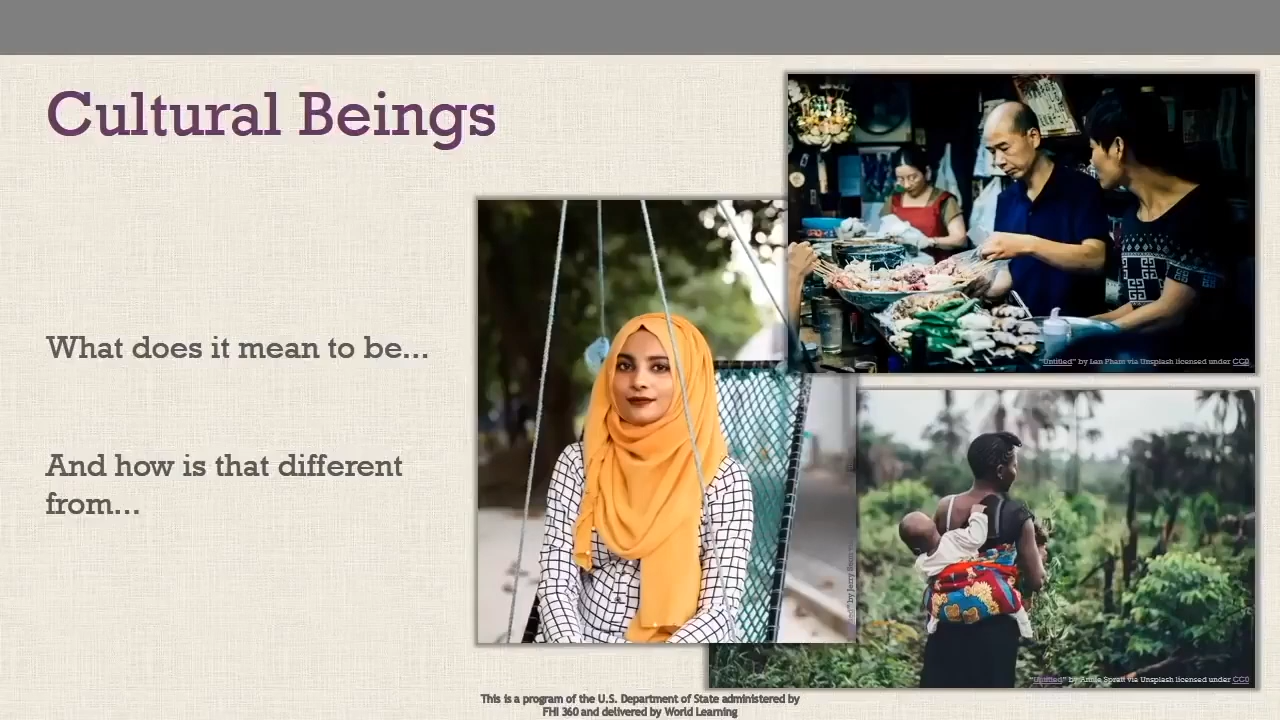 Cultural Beings
What does it mean to be...
And how is that different
from...
"Untitled" by Lan Pham via Unsplash licensed under CC0
by Jerry
"Untitled" by Annie Spratt via Unsplash licensed under CC0
This is a program of the U.S. Department of State administered by
FHI 360 and delivered by World Learning